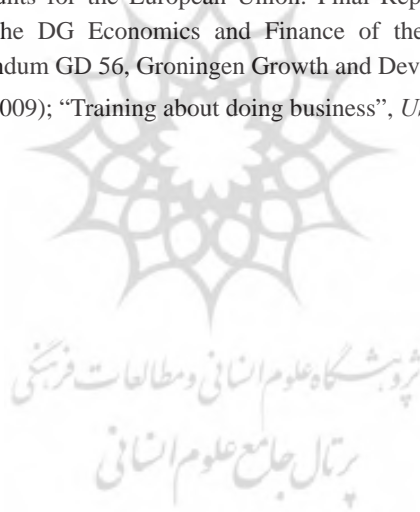 unts for the European Union. Final Rep
he DG Economics and Finance of the
ndum GD 56, Groningen Growth and Dev
009); “Training about doing business”, U
پژوهشگاه علوم انسانی و مطالعات فرهنگی
پرتال جامع علوم انسانی